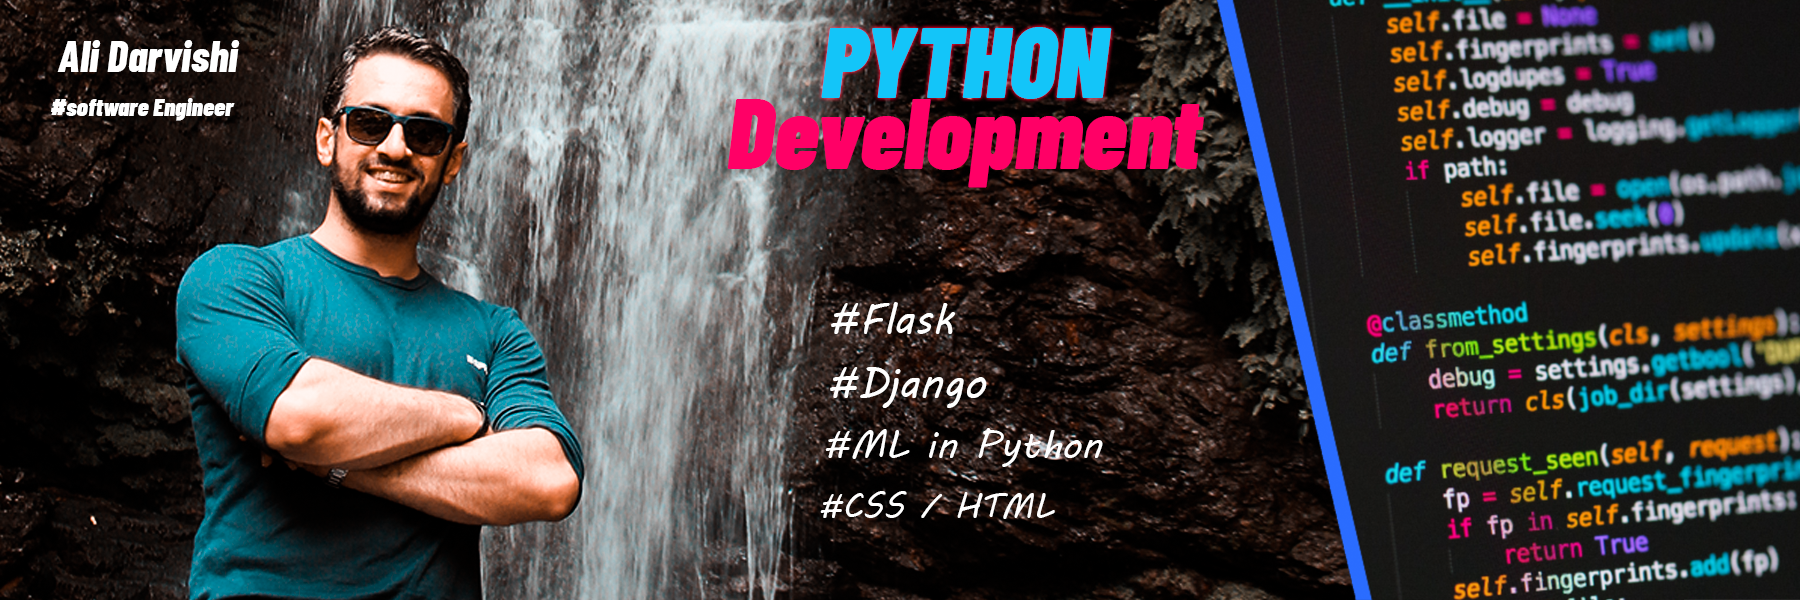 Ali Darvishi
#software Engineer
PYTHON
Development
#Flask
#Django
#ML in Python
#CSS / HTML
self.file = None
self.fingerprints = set()
self.logdupes = True
self.debug = debug
self.logger = logging.
if path:
self.file = open(os.path.
self.file.seek(0)
self.fingerprints.update(
@classmethod
def from_settings(cls, settings):
debug = settings.getbool(
return cls(job_dir(settings),
def request_seen(self, request):
fp = self.request_fingerprin
if fp in self.fingerprints:
return True
self.fingerprints.add(fp)